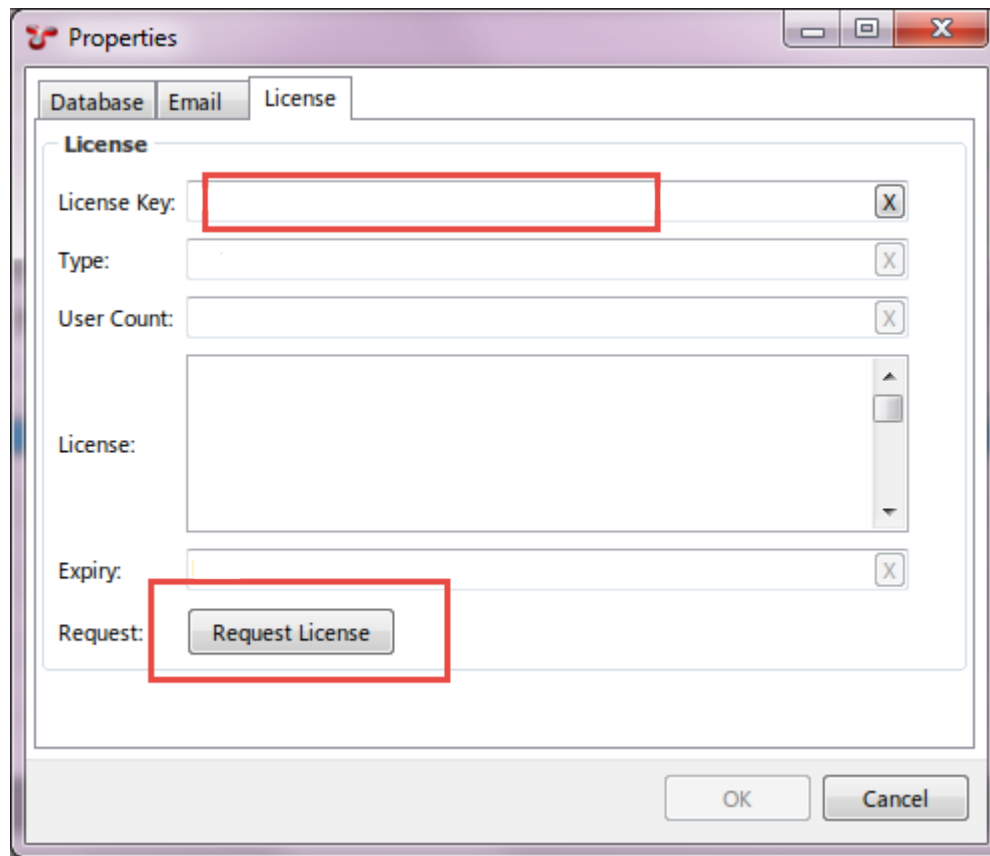 Properties
Database Email License
License
License Key: X
Type: X
User Count: X
License:
Expiry: X
Request: Request License
OK Cancel